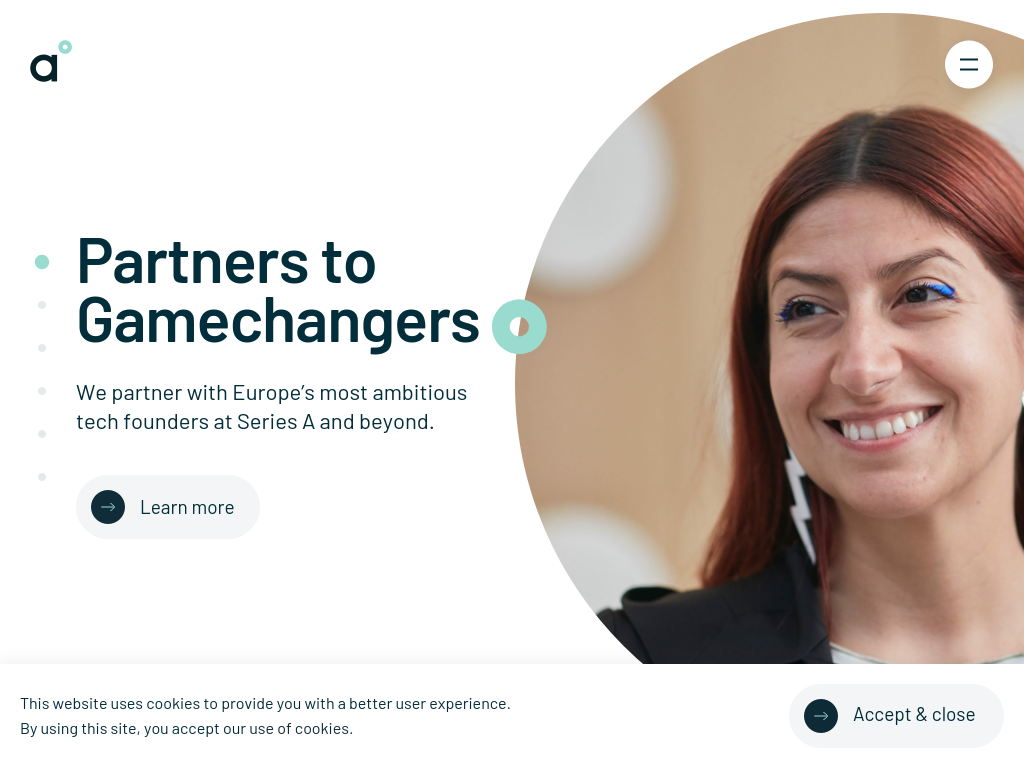 a
Partners to
Gamechangers
We partner with Europe’s most ambitious
tech founders at Series A and beyond.
Learn more
This website uses cookies to provide you with a better user experience.
By using this site, you accept our use of cookies.
Accept & close